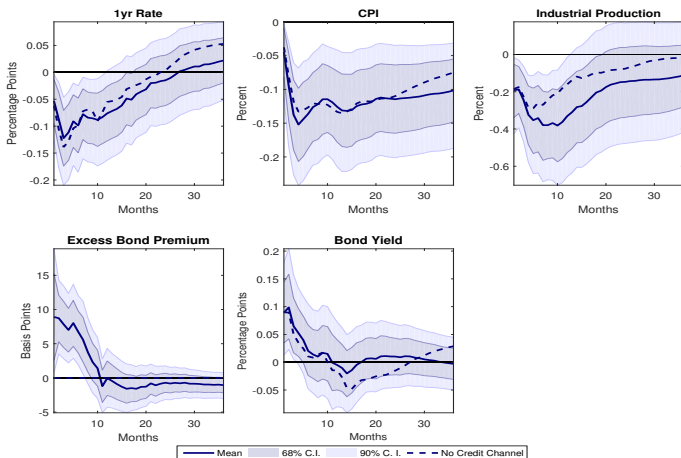 1yr Rate
Percentage Points
0.05
0
-0.05
-0.1
-0.15
-0.2
10
20
30
Months
CPI
Percent
0
-0.05
-0.1
-0.15
-0.2
10
20
30
Months
Industrial Production
Percent
0
-0.2
-0.4
-0.6
10
20
30
Months
Excess Bond Premium
Basis Points
15
10
5
0
-5
10
20
30
Months
Bond Yield
Percentage Points
0.2
0.15
0.1
0.05
0
-0.05
10
20
30
Months
Mean 68% C.I. 90% C. I. No Credit Channel